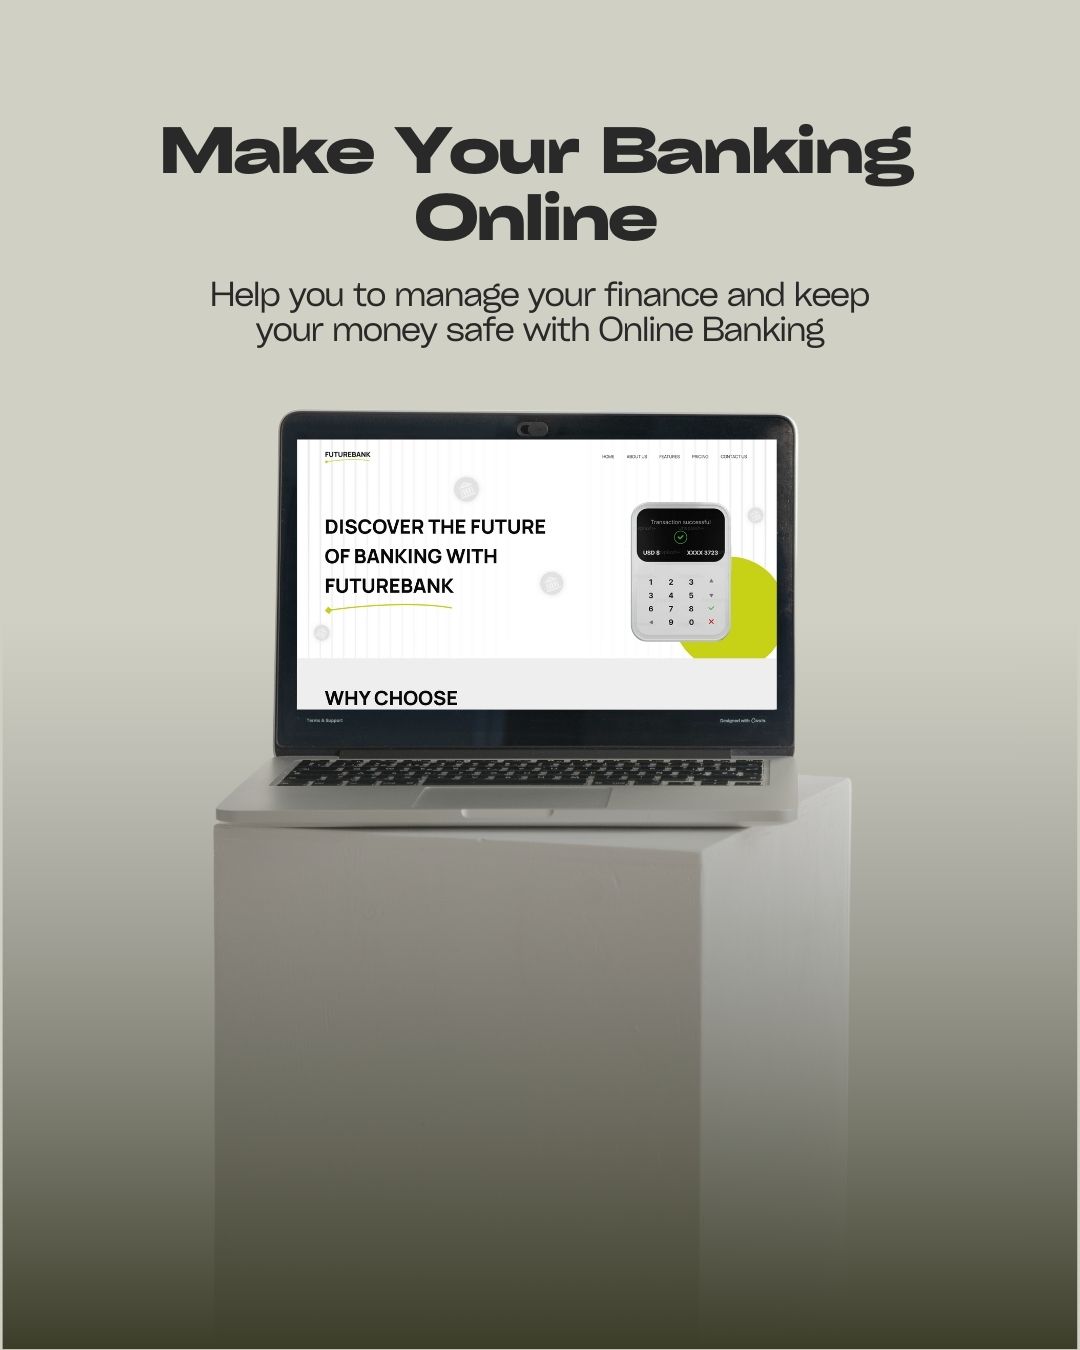 Make Your Banking
Online
Help you to manage your finance and keep
your money safe with Online Banking
FUTUREBANK
HOME ABOUT US FEATURES PRICING CONTACT US
DISCOVER THE FUTURE
OF BANKING WITH
FUTUREBANK
Transaction successful
USD $ XXXX 3723
1 2 3
3 4 5
6 7 8
9 0
WHY CHOOSE
Terms & Support
Designed with Canva